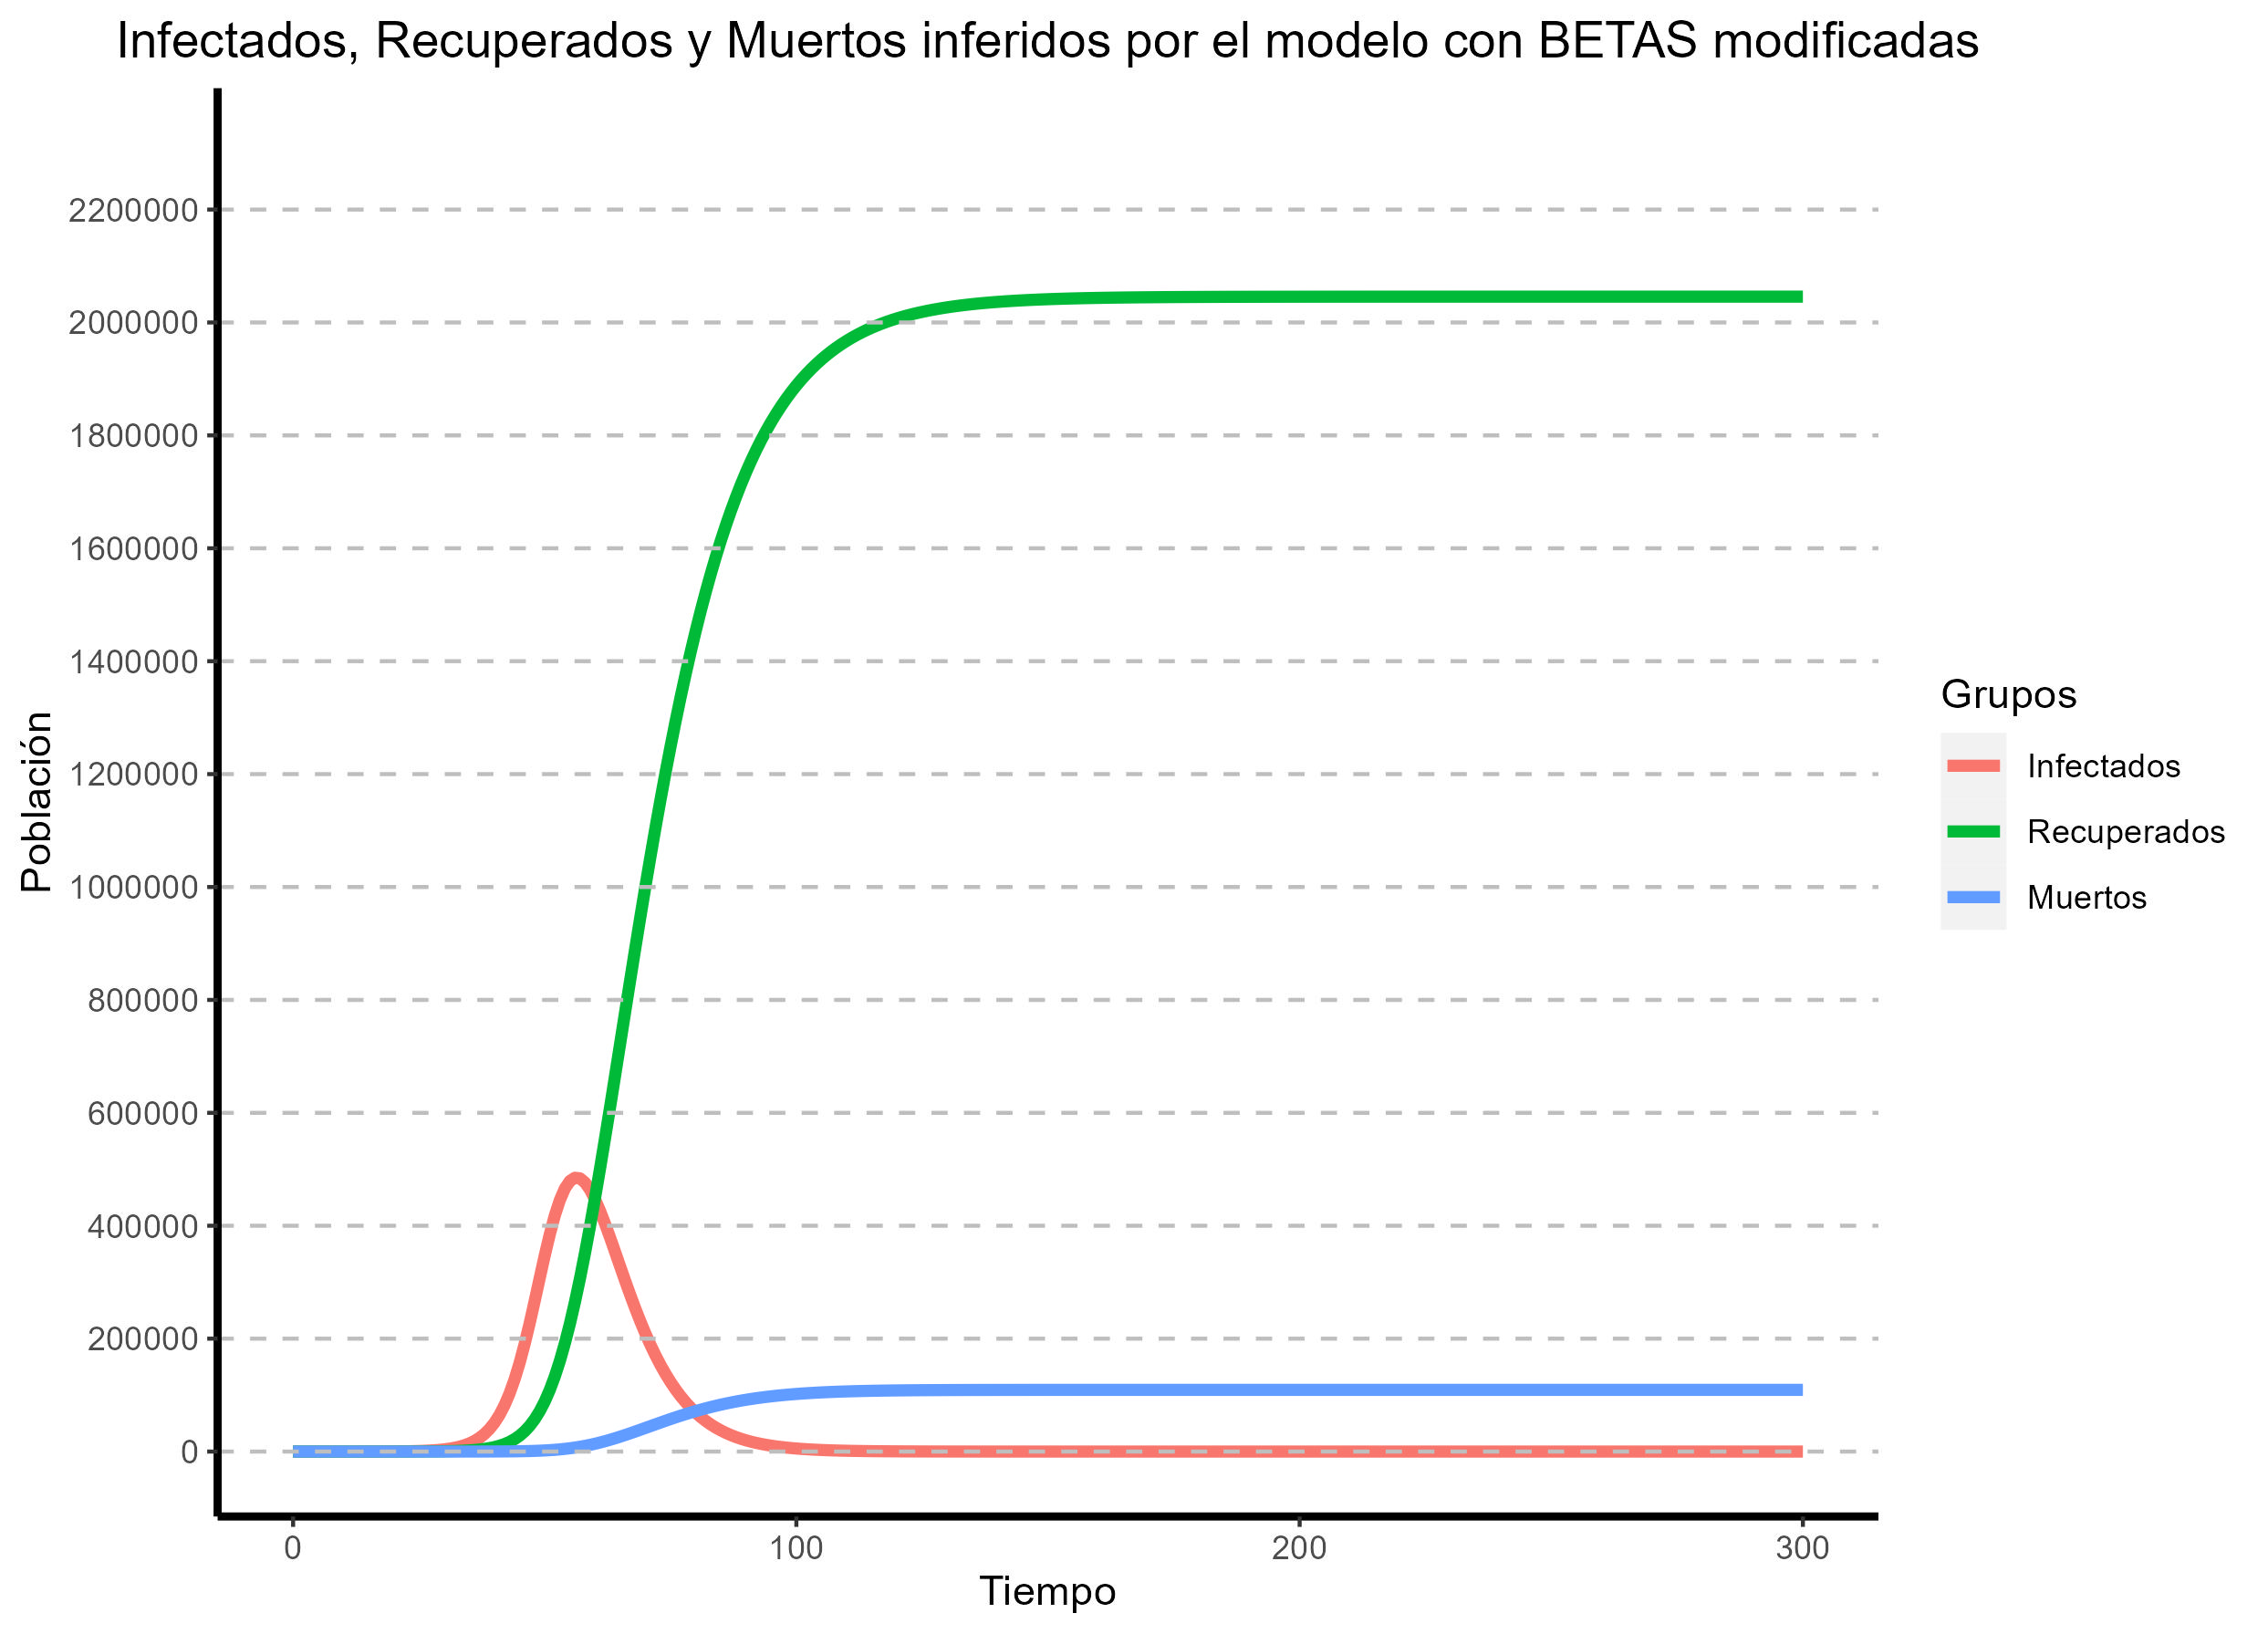 Infectados, Recuperados y Muertos inferidos por el modelo con BETAS modificadas
Población
2200000
2000000
1800000
1600000
1400000
1200000
1000000
800000
600000
400000
200000
0
0 100 200 300
Tiempo
Grupos
Infectados
Recuperados
Muertos